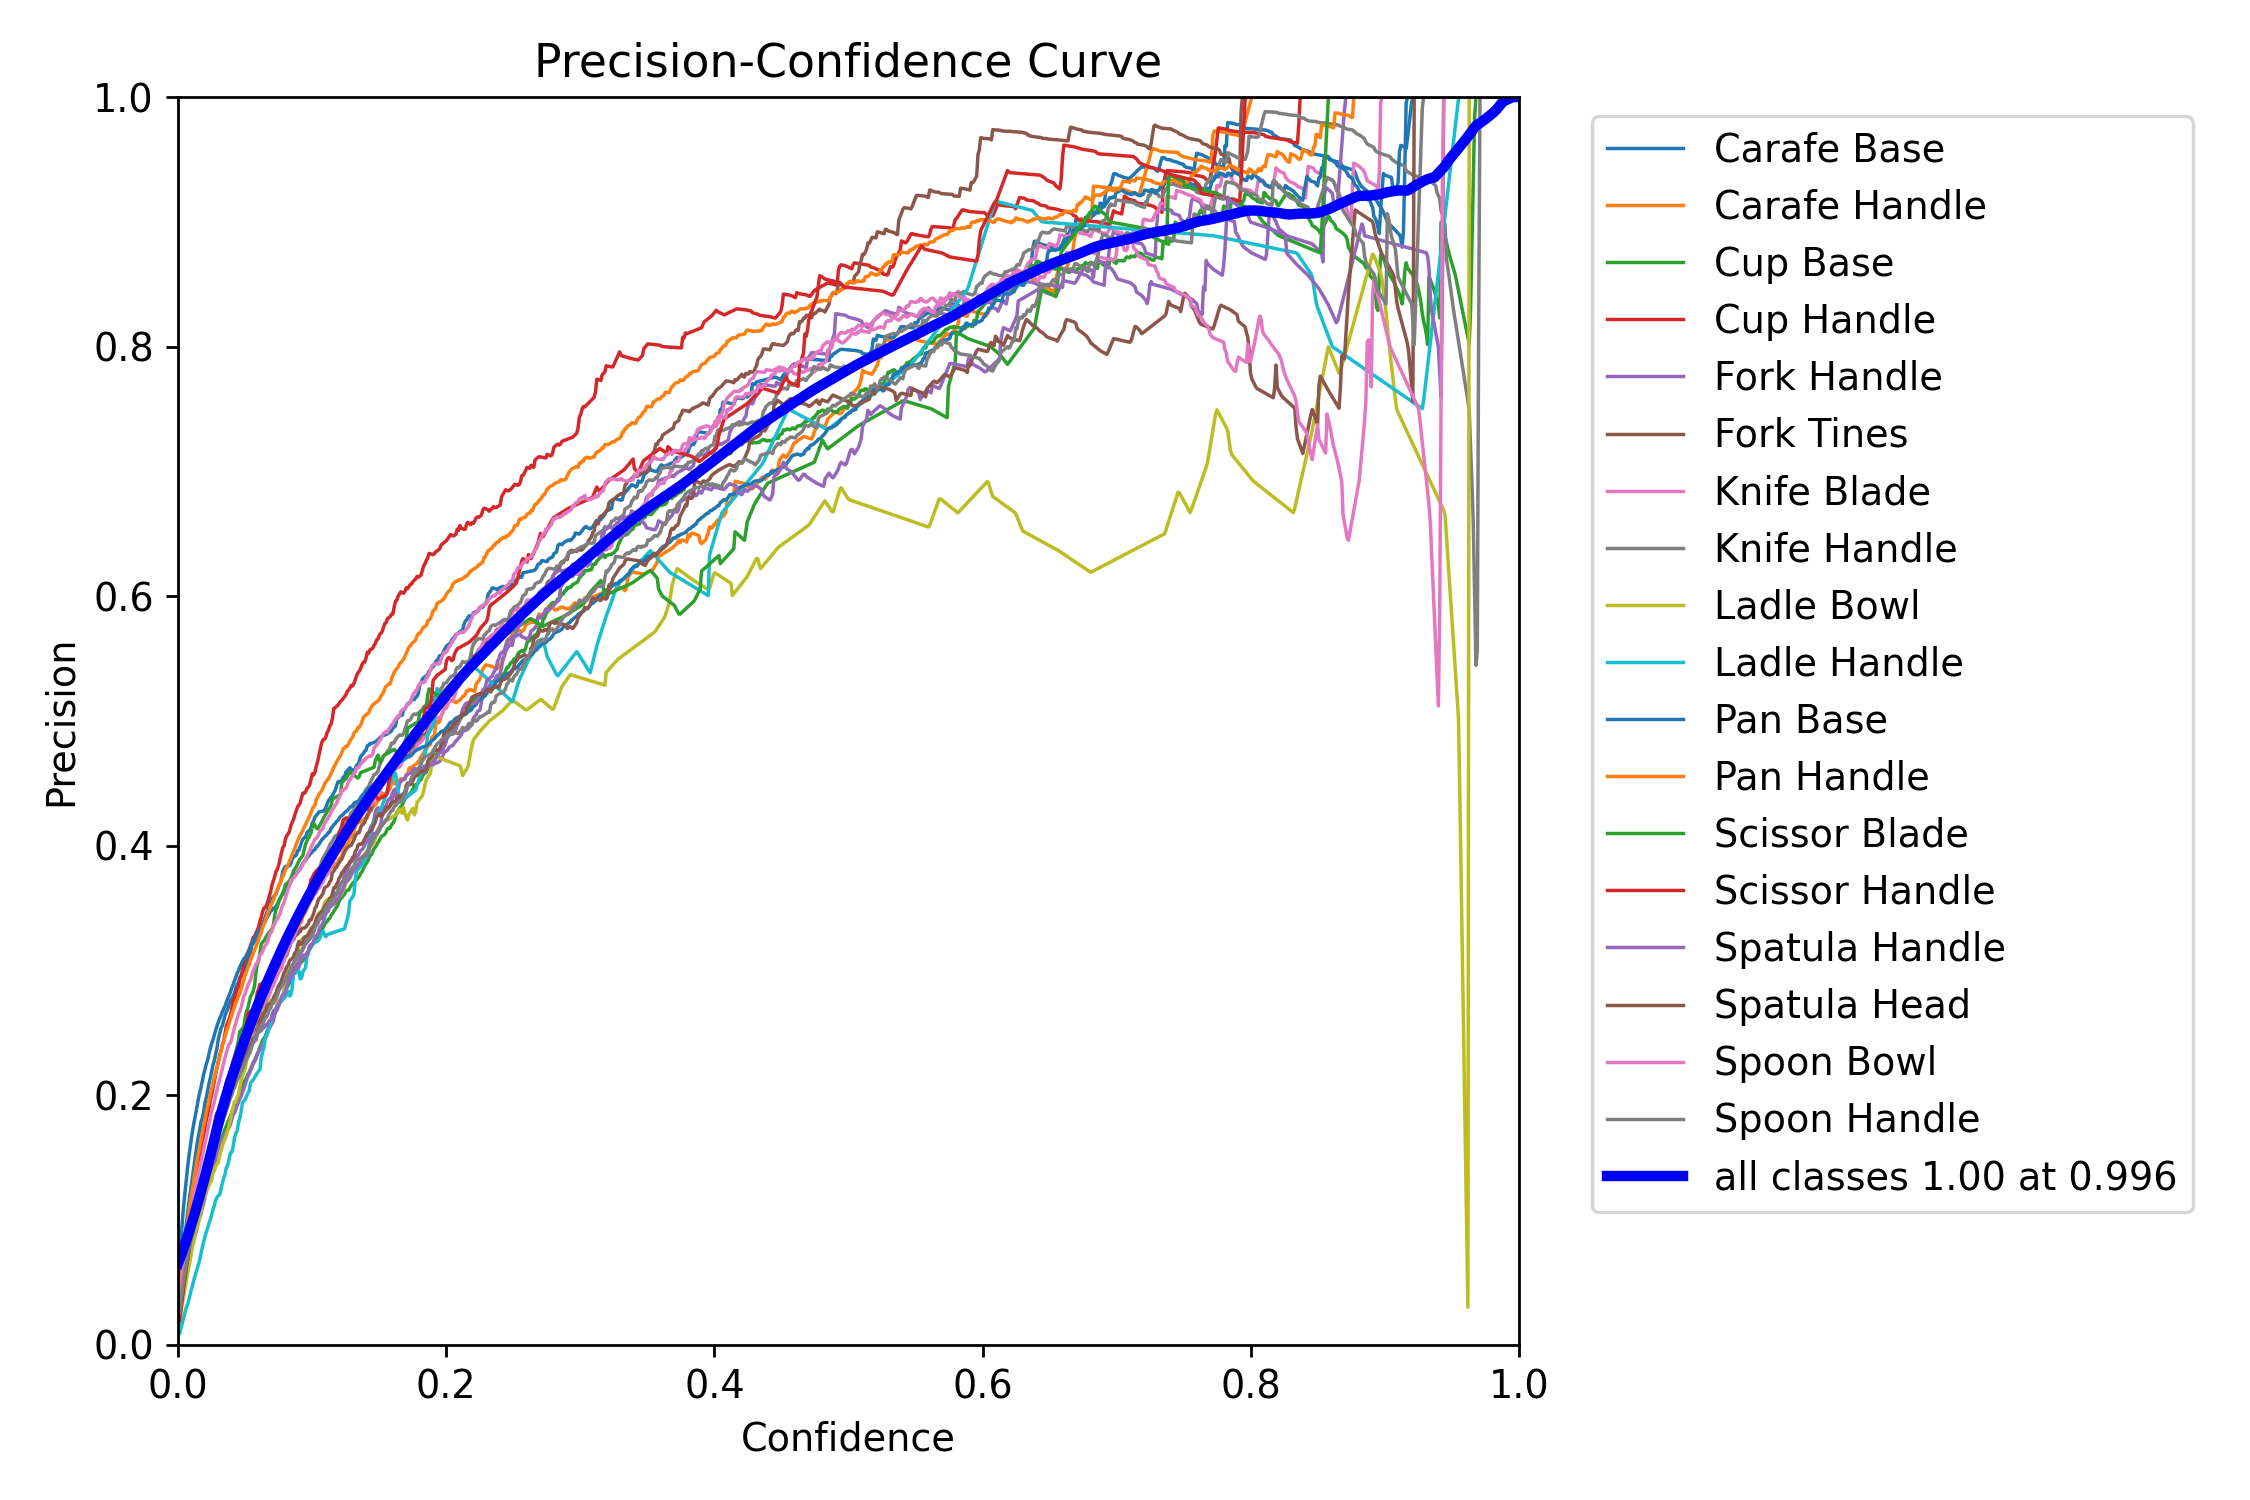 Precision-Confidence Curve
1.0
0.8
0.6
0.4
0.2
0.0
Precision
0.0 0.2 0.4 0.6 0.8 1.0
Confidence
Carafe Base
Carafe Handle
Cup Base
Cup Handle
Fork Handle
Fork Tines
Knife Blade
Knife Handle
Ladle Bowl
Ladle Handle
Pan Base
Pan Handle
Scissor Blade
Scissor Handle
Spatula Handle
Spatula Head
Spoon Bowl
Spoon Handle
all classes 1.00 at 0.996